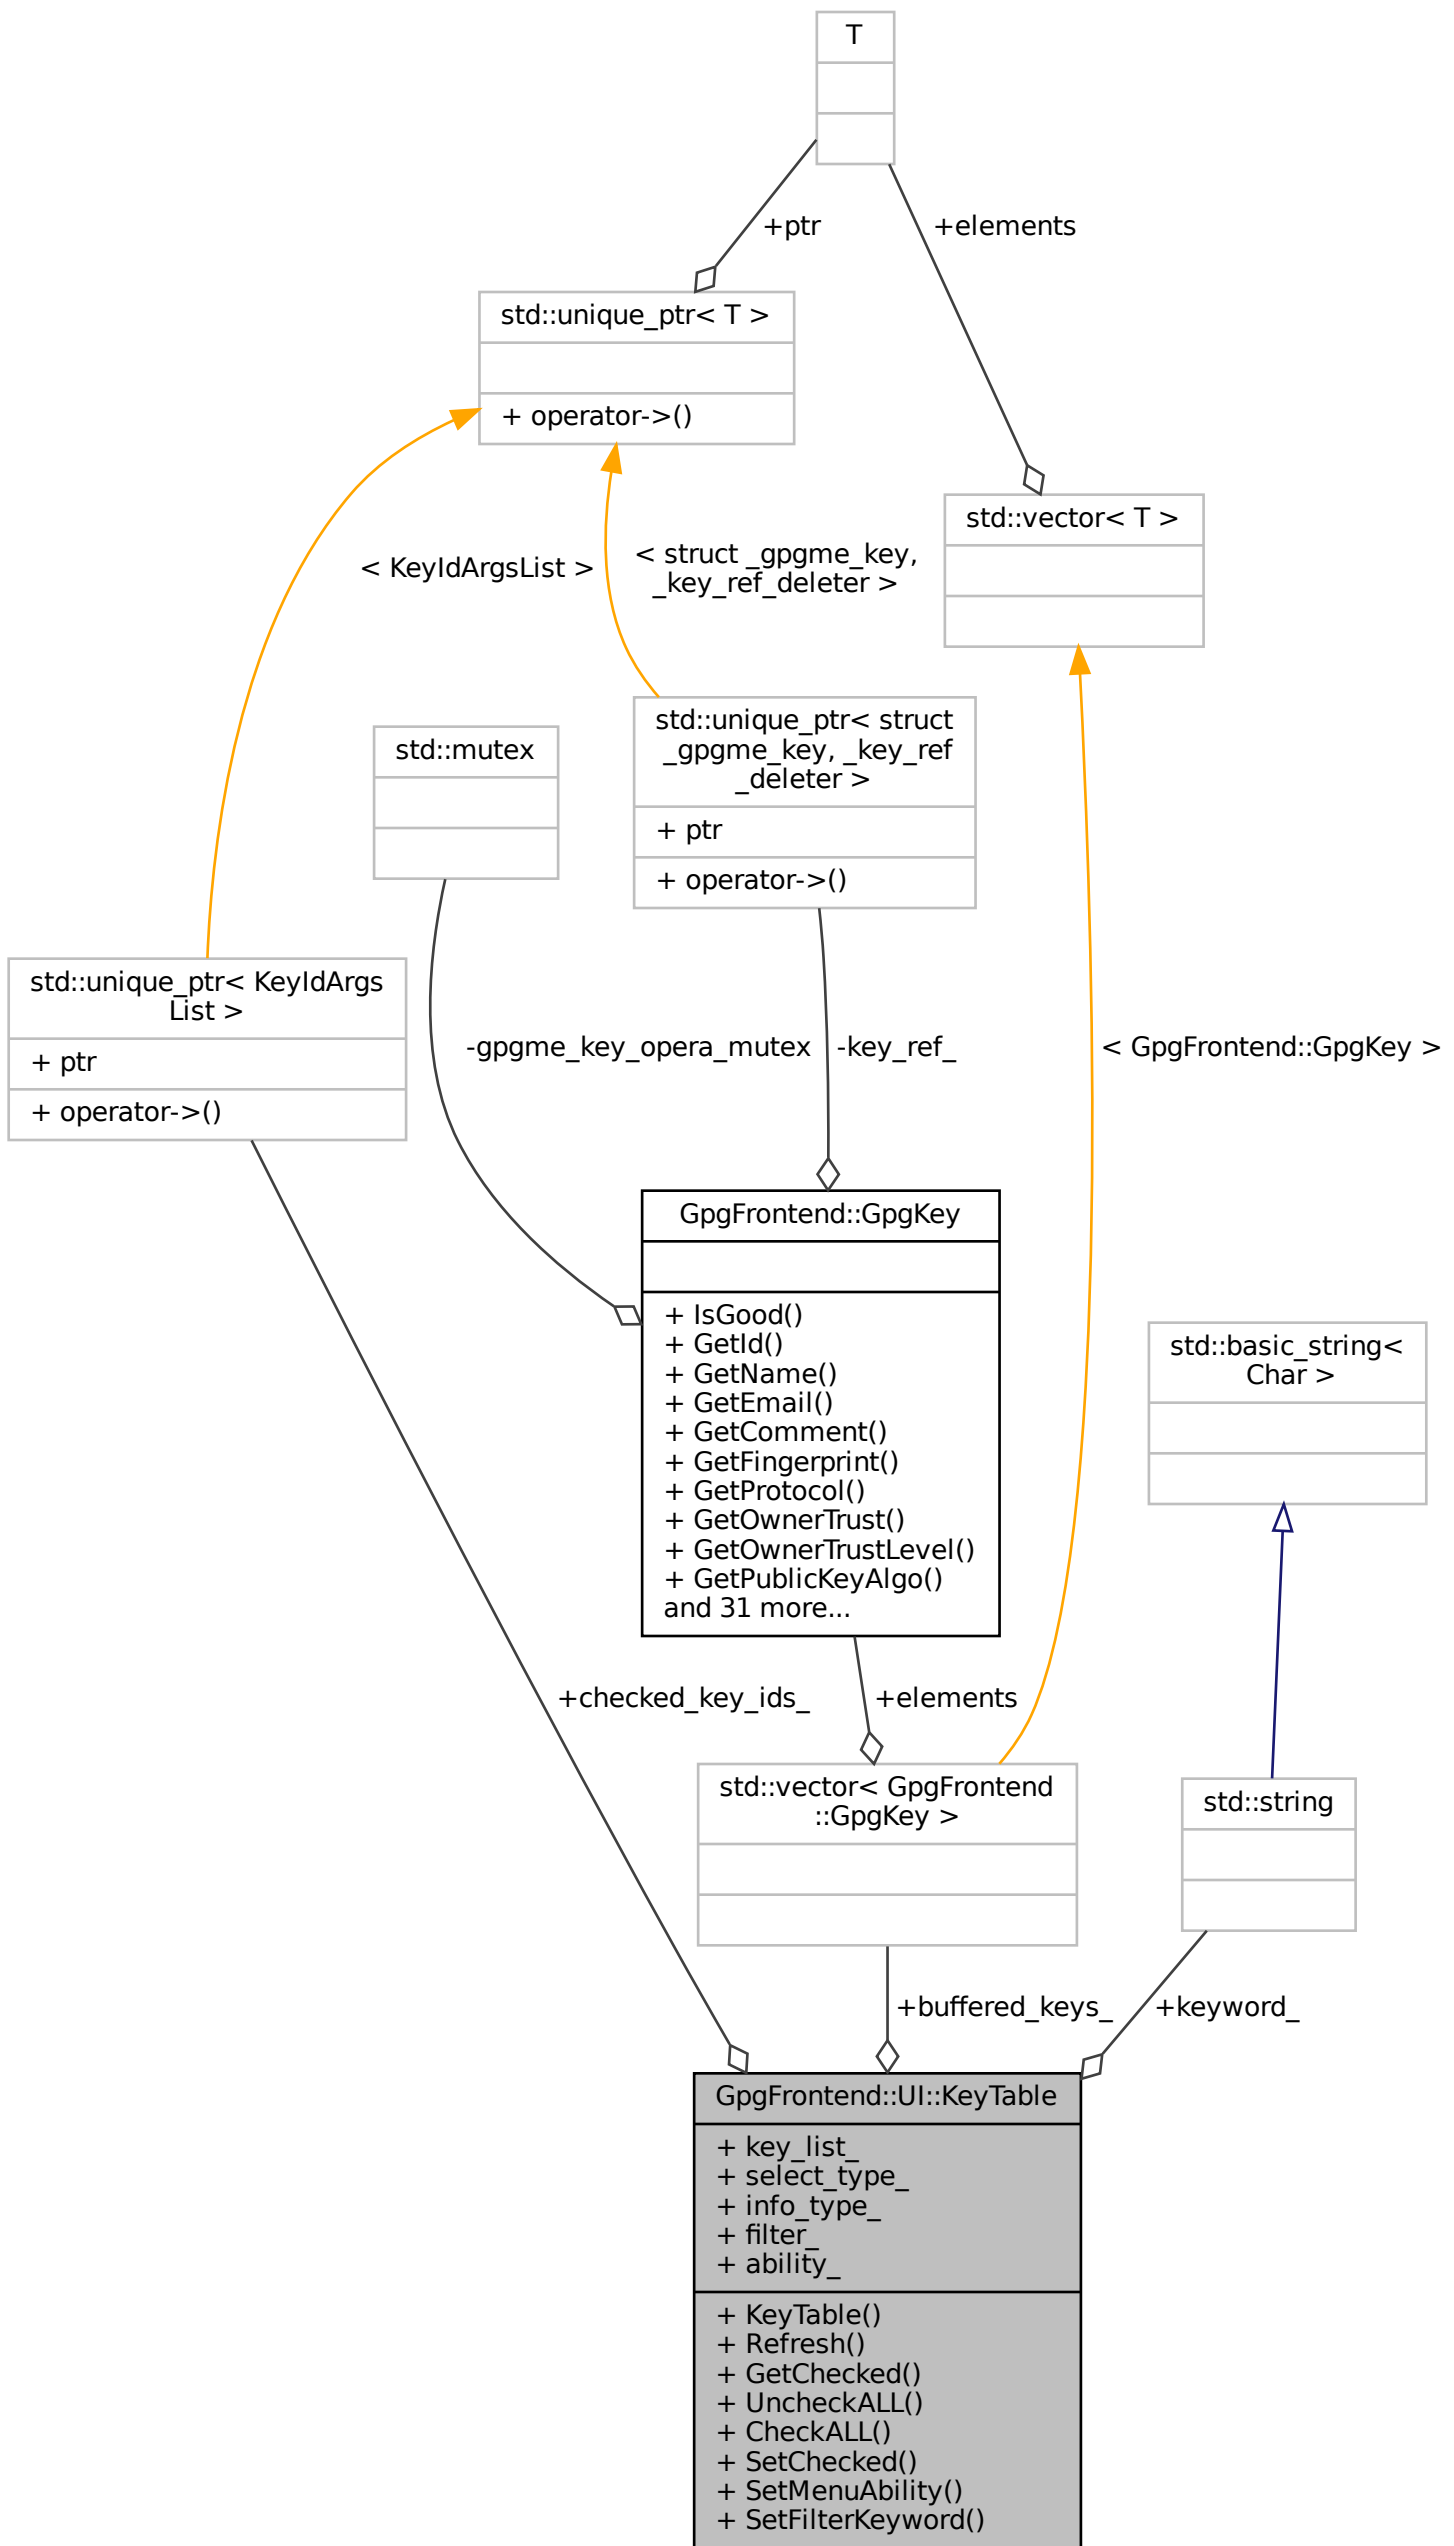 T
+ptr
+elements
std::unique_ptr< T >
+ operator->()
std::vector< T >
< KeyIdArgsList >
< struct _gpgme_key,
_key_ref_deleter >
std::mutex
std::unique_ptr< struct
_gpgme_key, _key_ref
_deleter >
+ ptr
+ operator->()
std::unique_ptr< KeyIdArgs
List >
+ ptr
+ operator->()
-gpgme_key_opera_mutex
-key_ref_
< GpgFrontend::GpgKey >
GpgFrontend::GpgKey
+ IsGood()
+ GetId()
+ GetName()
+ GetEmail()
+ GetComment()
+ GetFingerprint()
+ GetProtocol()
+ GetOwnerTrust()
+ GetOwnerTrustLevel()
+ GetPublicKeyAlgo()
and 31 more...
std::basic_string<
Char >
+checked_key_ids_
+elements
std::vector< GpgFrontend
::GpgKey >
std::string
+buffered_keys_
+keyword_
GpgFrontend::UI::KeyTable
+ key_list_
+ select_type_
+ info_type_
+ filter_
+ ability_
+ KeyTable()
+ Refresh()
+ GetChecked()
+ UncheckALL()
+ CheckALL()
+ SetChecked()
+ SetMenuAbility()
+ SetFilterKeyword()